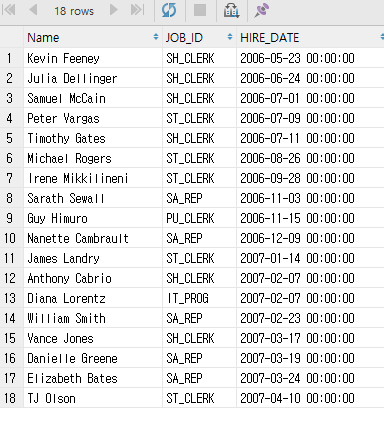 18 rows
Name JOB_ID HIRE_DATE
1 Kevin Feeney SH_CLERK 2006-05-23 00:00:00
2 Julia Dellinger SH_CLERK 2006-06-24 00:00:00
3 Samuel McCain SH_CLERK 2006-07-01 00:00:00
4 Peter Vargas ST_CLERK 2006-07-09 00:00:00
5 Timothy Gates SH_CLERK 2006-07-11 00:00:00
6 Michael Rogers ST_CLERK 2006-08-26 00:00:00
7 Irene Mikkilineni ST_CLERK 2006-09-28 00:00:00
8 Sarath Sewall SA_REP 2006-11-03 00:00:00
9 Guy Himuro PU_CLERK 2006-11-15 00:00:00
10 Nanette Cambrault SA_REP 2006-12-09 00:00:00
11 James Landry ST_CLERK 2007-01-14 00:00:00
12 Anthony Cabrio SH_CLERK 2007-02-07 00:00:00
13 Diana Lorentz IT_PROG 2007-02-07 00:00:00
14 William Smith SA_REP 2007-02-23 00:00:00
15 Vance Jones SH_CLERK 2007-03-17 00:00:00
16 Danielle Greene SA_REP 2007-03-19 00:00:00
17 Elizabeth Bates SA_REP 2007-03-24 00:00:00
18 TJ Olson ST_CLERK 2007-04-10 00:00:00